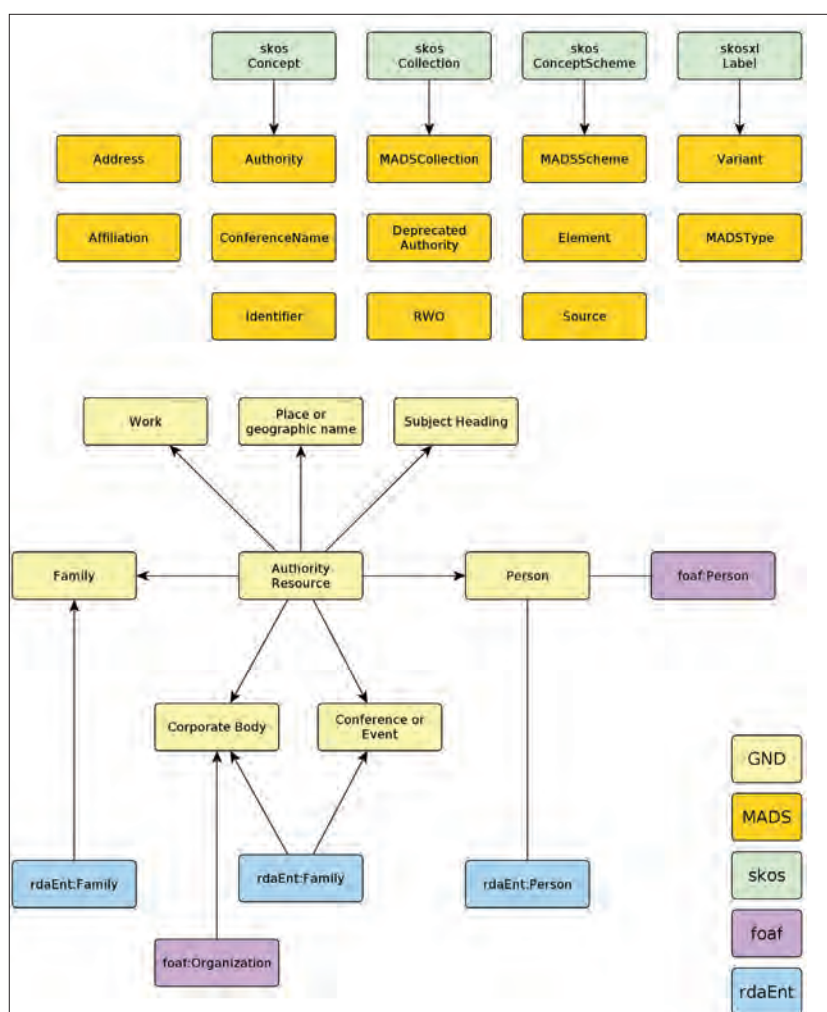 skos
Concept
skos
Collection
skos
ConceptScheme
skosxl
Label
Address
Authority
MADSCollection
MADSScheme
Variant
Affiliation
ConferenceName
Deprecated
Authority
Element
MADSType
Identifier
RWO
Source
Work
Place or
geographic name
Subject Heading
Family
Authority
Resource
Person
foaf:Person
Corporate Body
Conference or
Event
GND
MADS
rdaEnt:Family
rdaEnt:Family
rdaEnt:Person
skos
foaf:Organization
foaf
rdaEnt